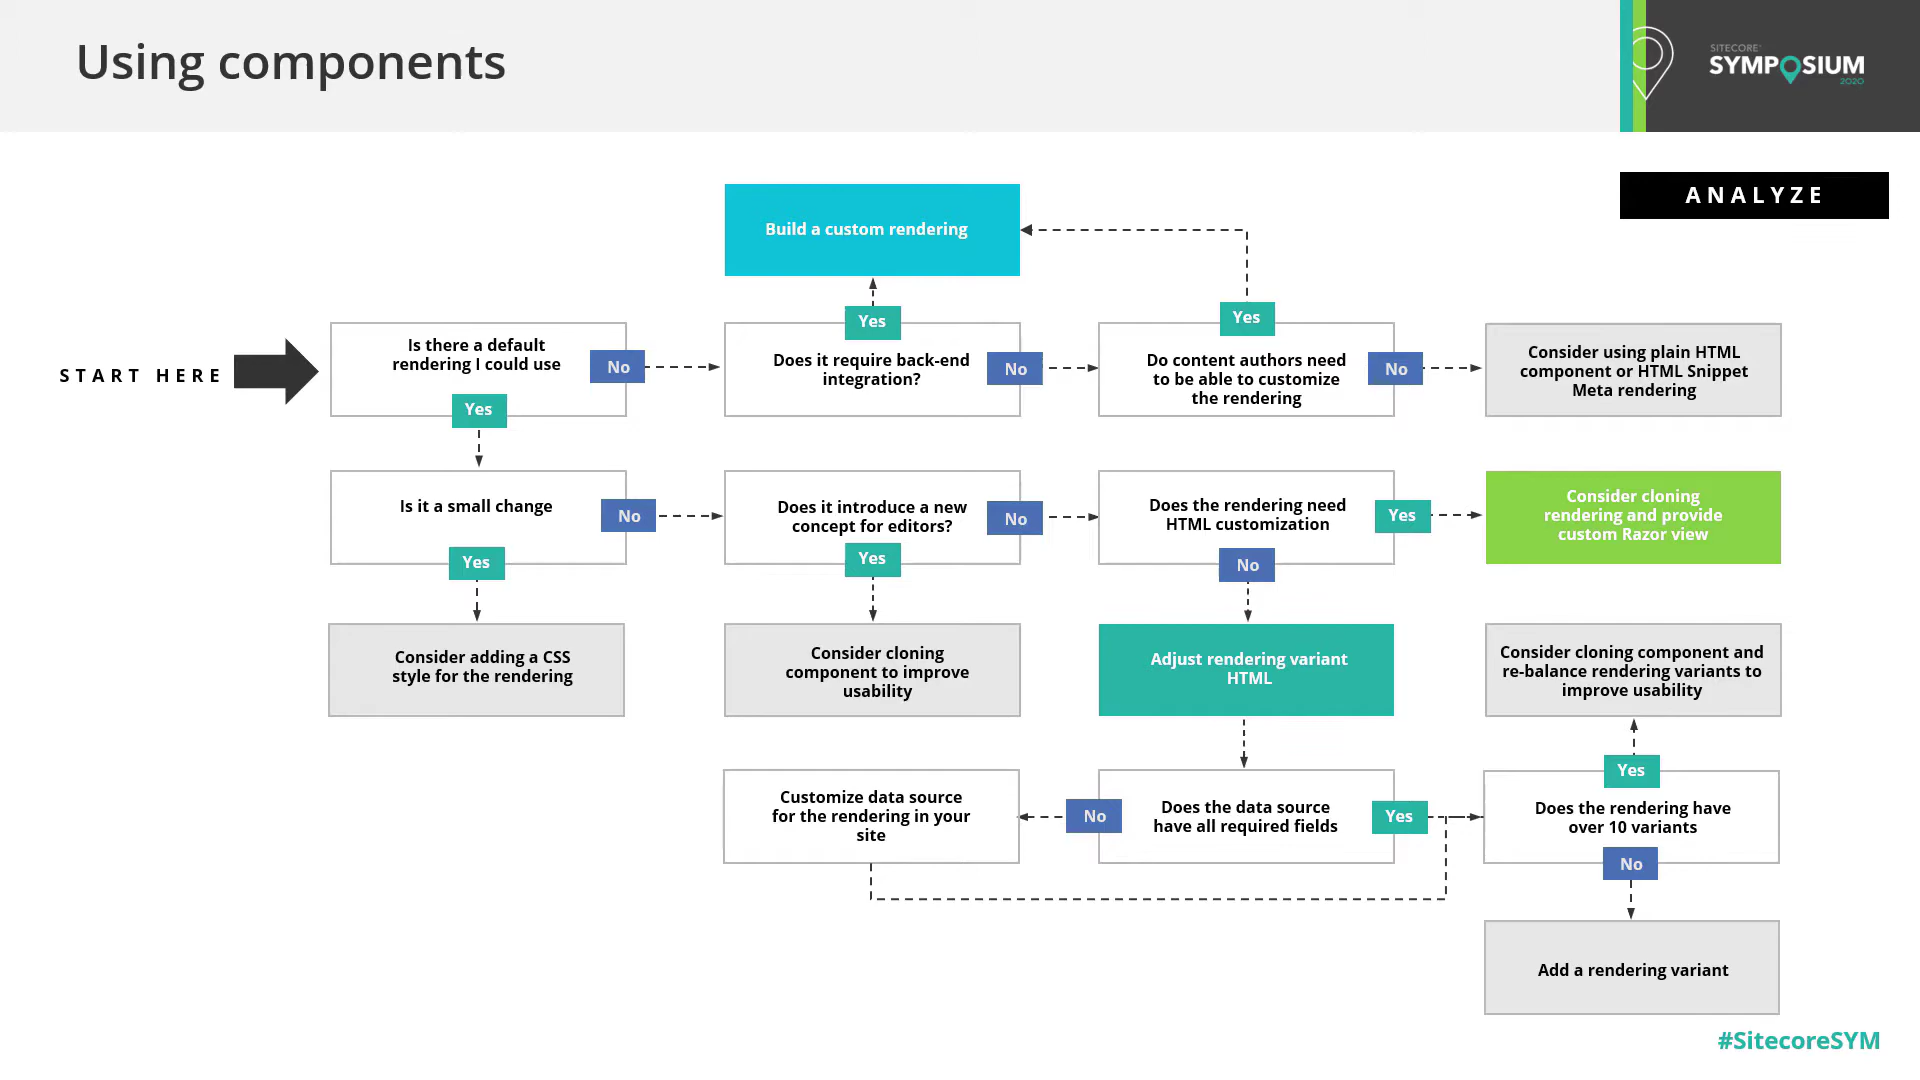 Using components
SITECORE
SYMPOSIUM
2020
ANALYZE
START HERE
Build a custom rendering
Is there a default
rendering I could use
No
Yes
Yes
Does it require back-end
integration?
No
Yes
Do content authors need
to be able to customize
the rendering
No
Consider using plain HTML
component or HTML Snippet
Meta rendering
Is it a small change
No
Yes
Does it introduce a new
concept for editors?
No
Yes
Does the rendering need
HTML customization
Yes
No
Consider cloning
rendering and provide
custom Razor view
Consider adding a CSS
style for the rendering
Consider cloning
component to improve
usability
Adjust rendering variant
HTML
Consider cloning component and
re-balance rendering variants to
improve usability
Customize data source
for the rendering in your
site
No
Does the data source
have all required fields
Yes
Yes
Does the rendering have
over 10 variants
No
Add a rendering variant
#SitecoreSYM